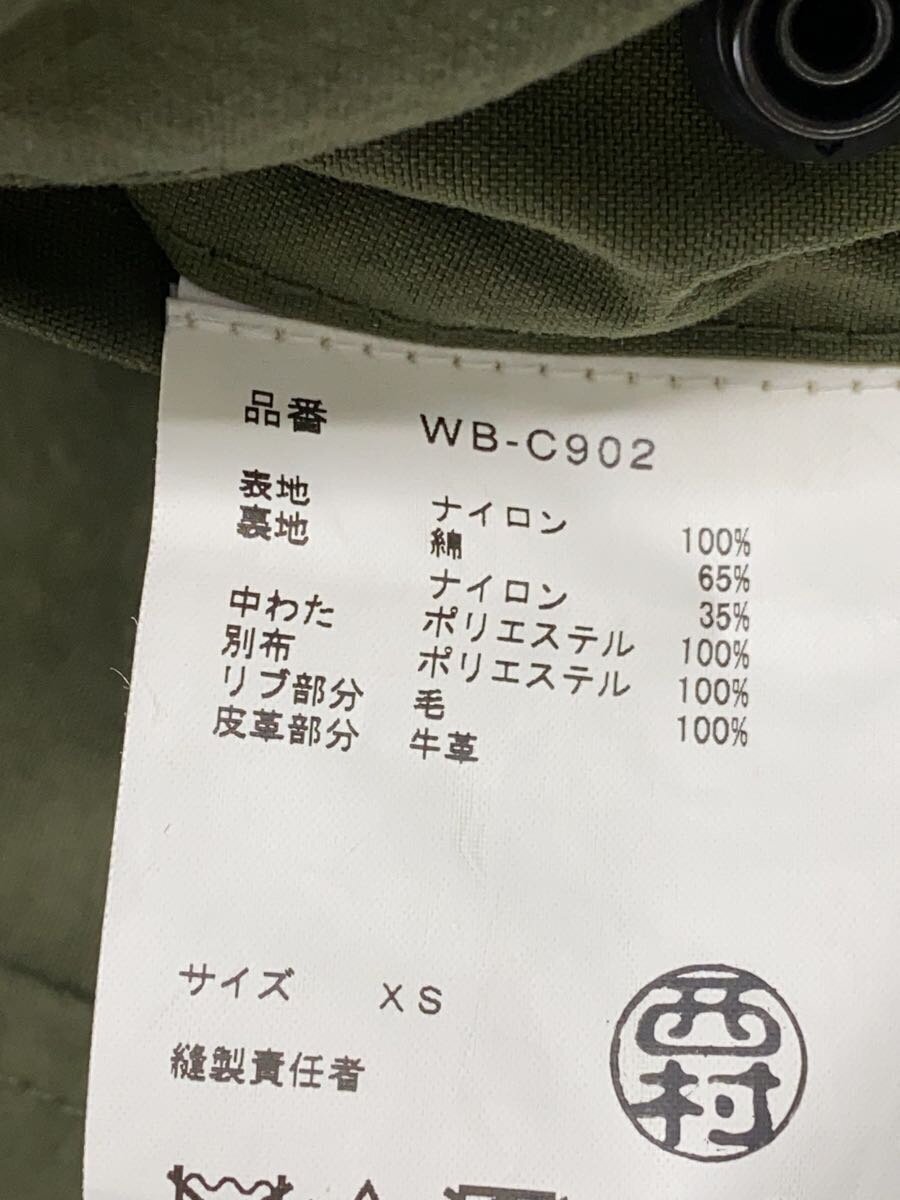 品番 WB-C902
表地 ナイロン 100%
裏地 綿 65%
ナイロン 35%
中わた ポリエステル 100%
別布 ポリエステル 100%
リブ部分 毛 100%
皮革部分 牛革
サイズ XS
縫製責任者
西村